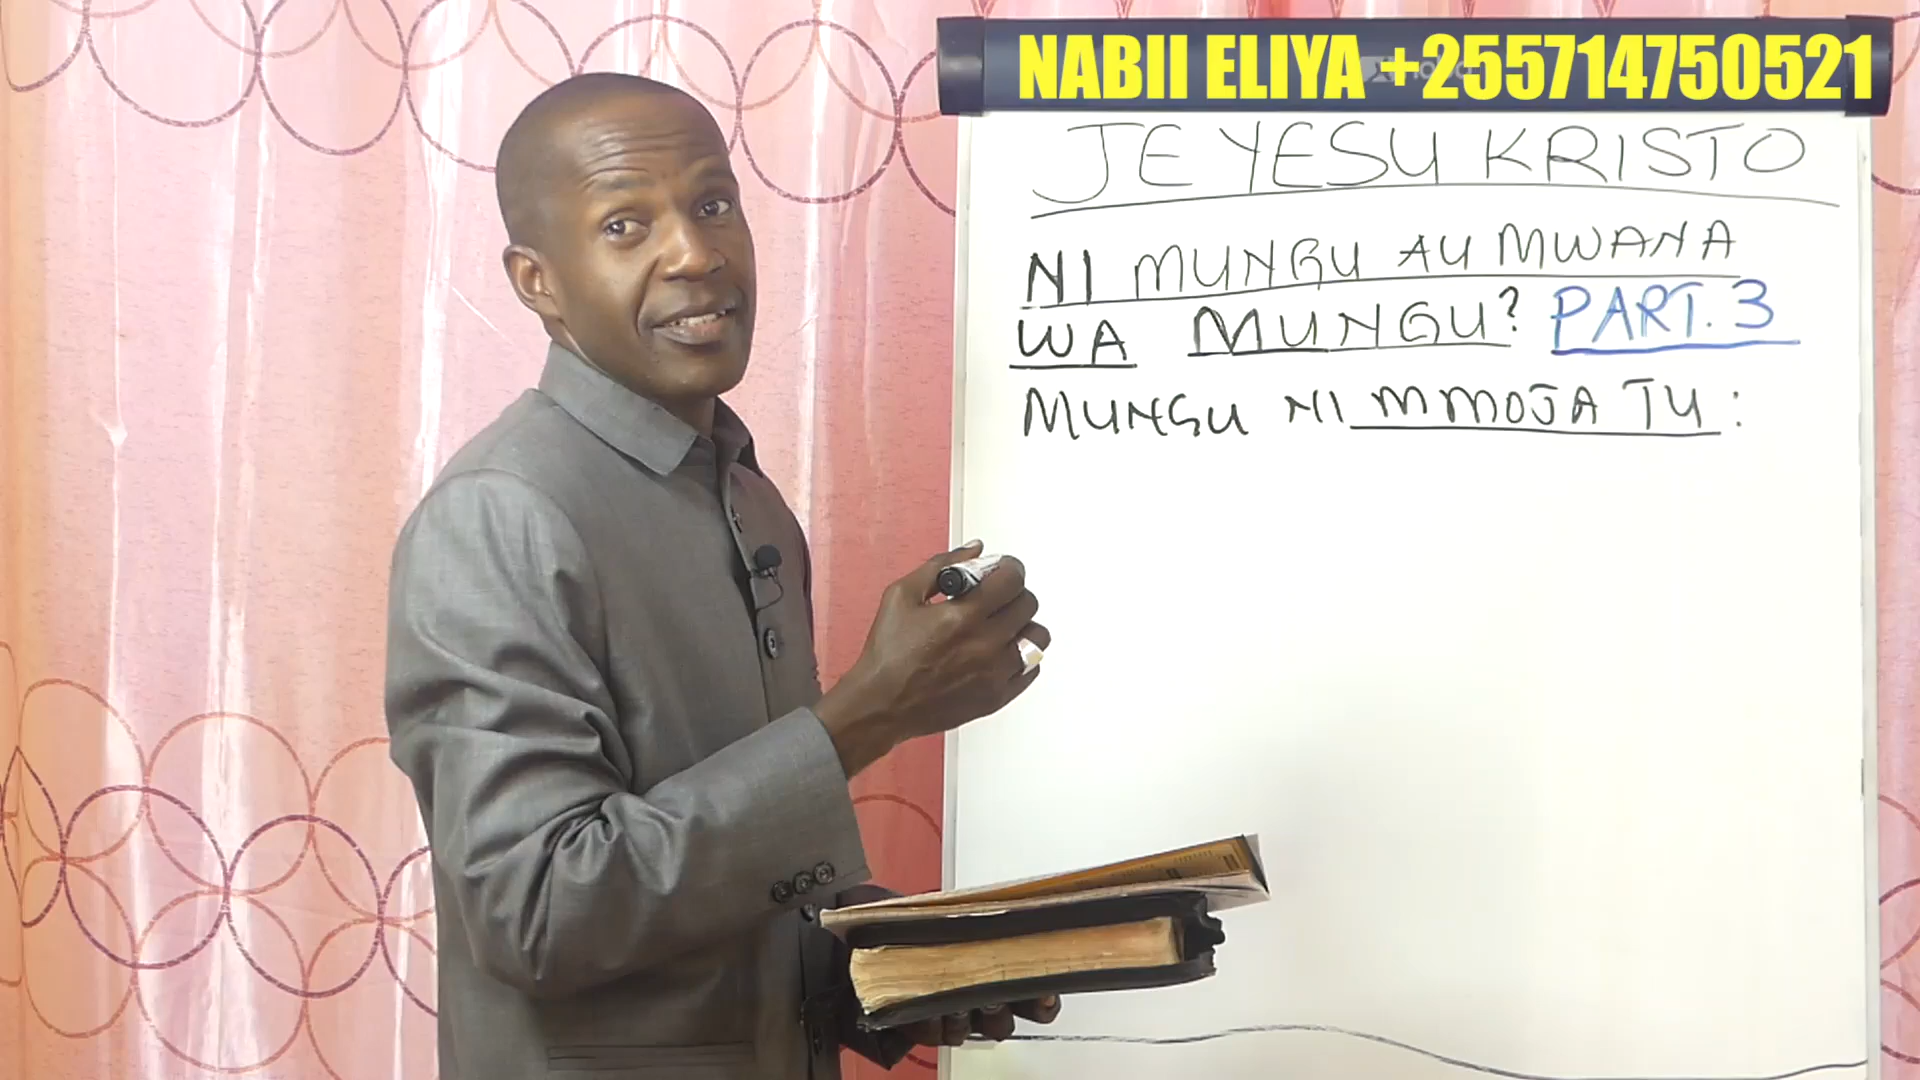 NABII ELIYA +255714750521
JE YESU KRISTO
NI MUNGU AU MWANA
WA MUNGU? PART. 3
MUNGU NI MMOJA TU: